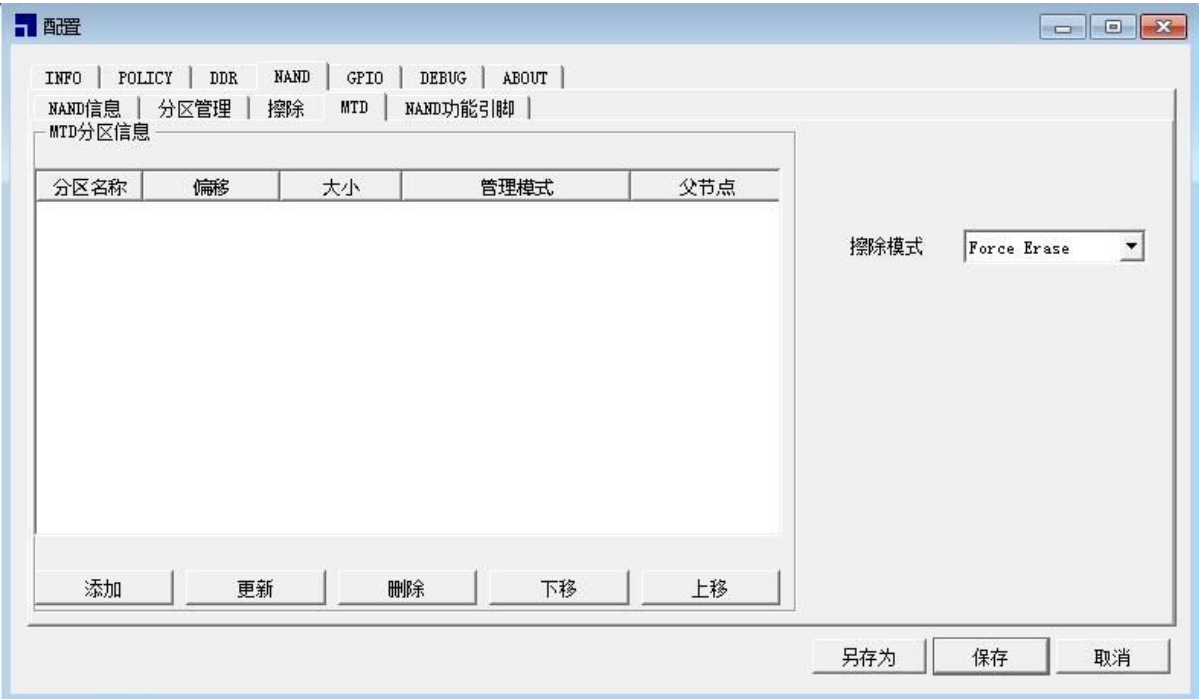 配置
INFO POLICY DDR NAND GPIO DEBUG ABOUT
NAND信息 分区管理 擦除 MTD NAND功能引脚
MTD分区信息
分区名称 偏移 大小 管理模式 父节点
擦除模式 Force Erase
添加 更新 删除 下移 上移
另存为 保存 取消